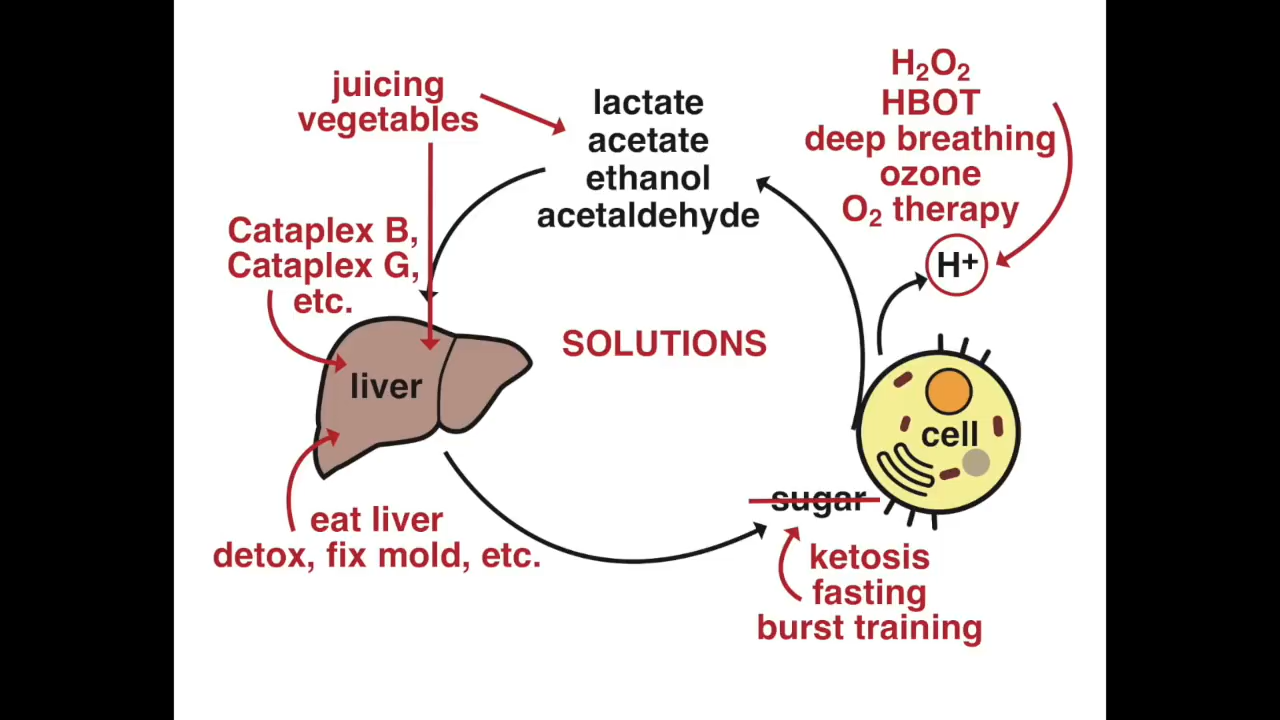 juicing
vegetables
lactate
acetate
ethanol
acetaldehyde
H₂O₂
HBOT
deep breathing
ozone
O₂ therapy
H+
Cataplex B,
Cataplex G,
etc.
SOLUTIONS
liver
cell
sugar
eat liver
detox, fix mold, etc.
ketosis
fasting
burst training